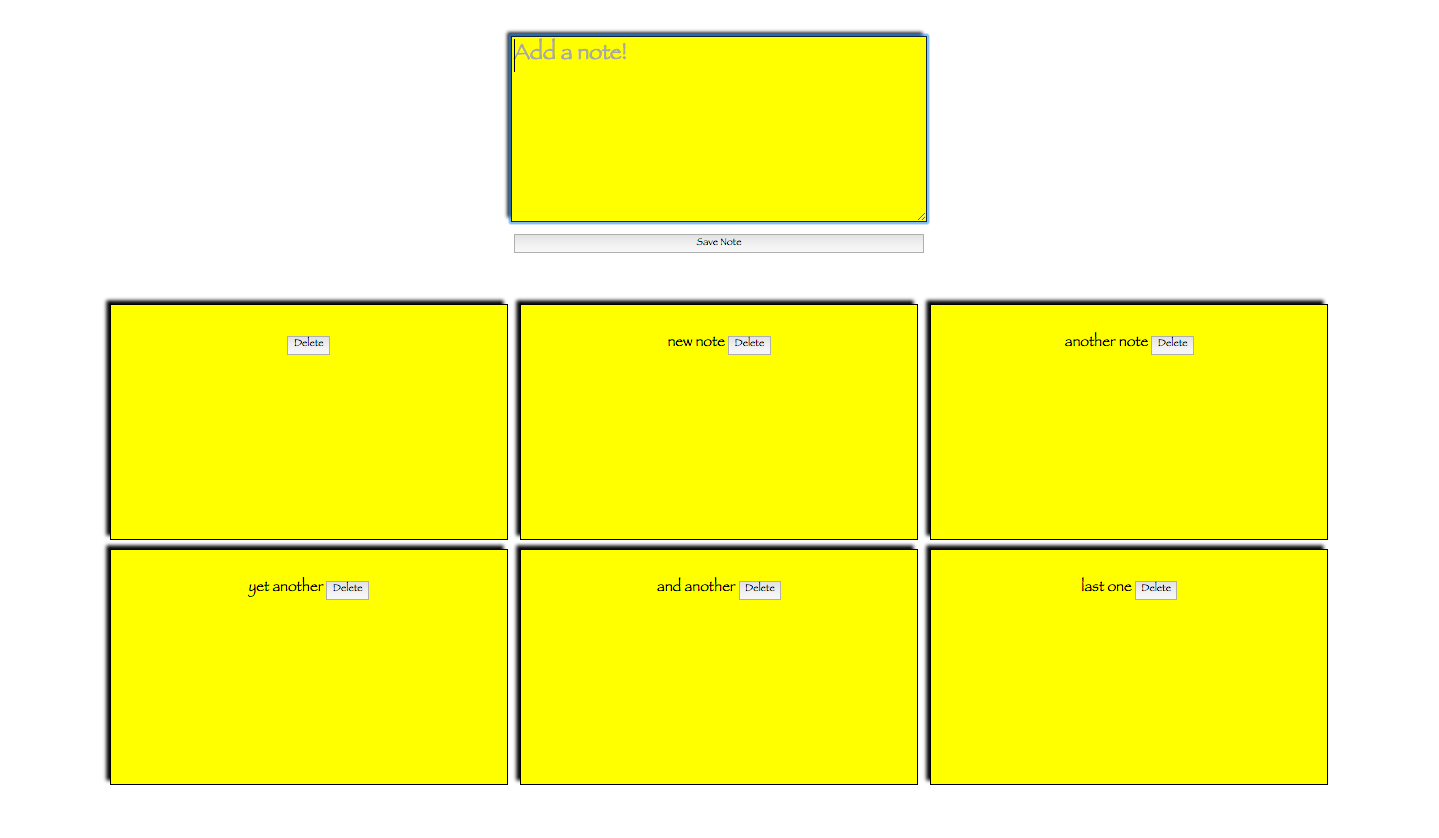 Add a note!
Save Note
Delete
new note Delete
another note Delete
yet another Delete
and another Delete
last one Delete